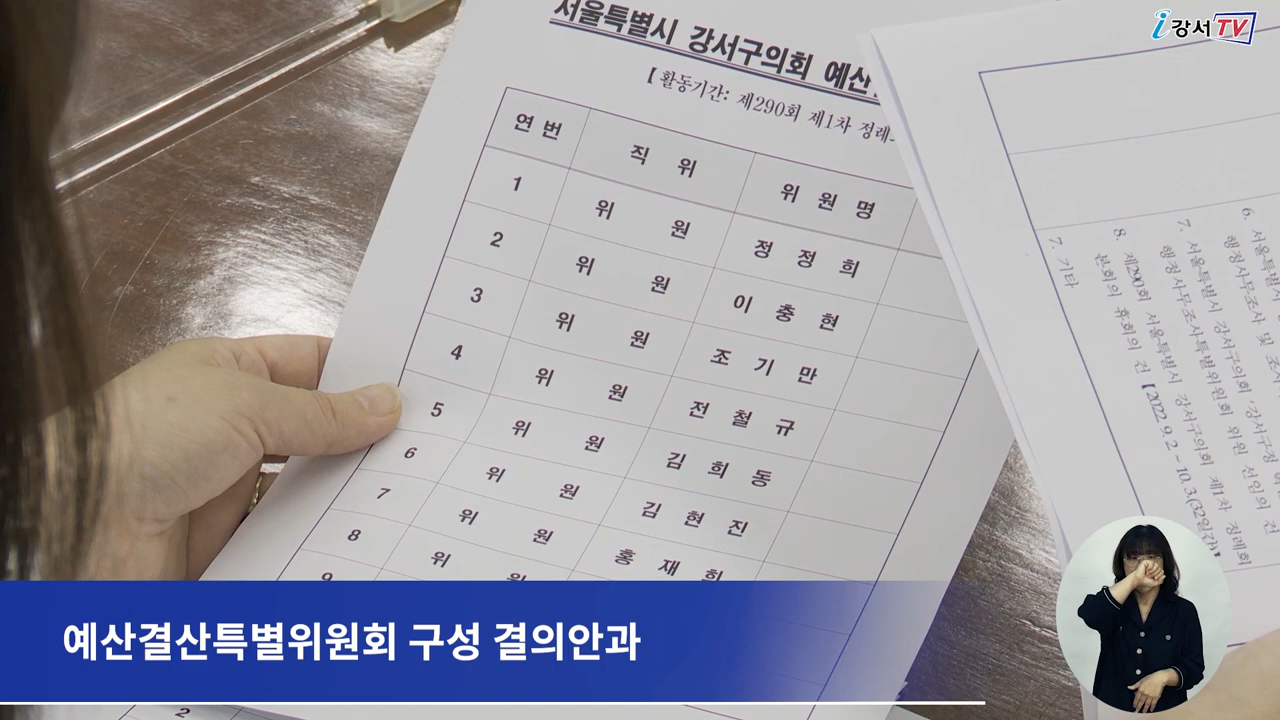 i강서TV
서울특별시 강서구의회 예산
【활동기간: 제290회 제1차 정례
연번 직위 위원명
1 위원 정정희
2 위원 이충현
3 위원 조기만
4 위원 전철규
5 위원 김희동
6 위원 김현진
7 위원 홍재희
8 위원
9
2
6. 서울특별시
행정사무조사 및 조사
7. 서울특별시 강서구의회 '강서구정
행정사무조사특별위원회 위원 선임의 건
8. 제290회 서울특별시 강서구의회 제1차 정례회
본회의 휴회의 건【2022.9.2～10.3.(32일간)】
7. 기타
예산결산특별위원회 구성 결의안과